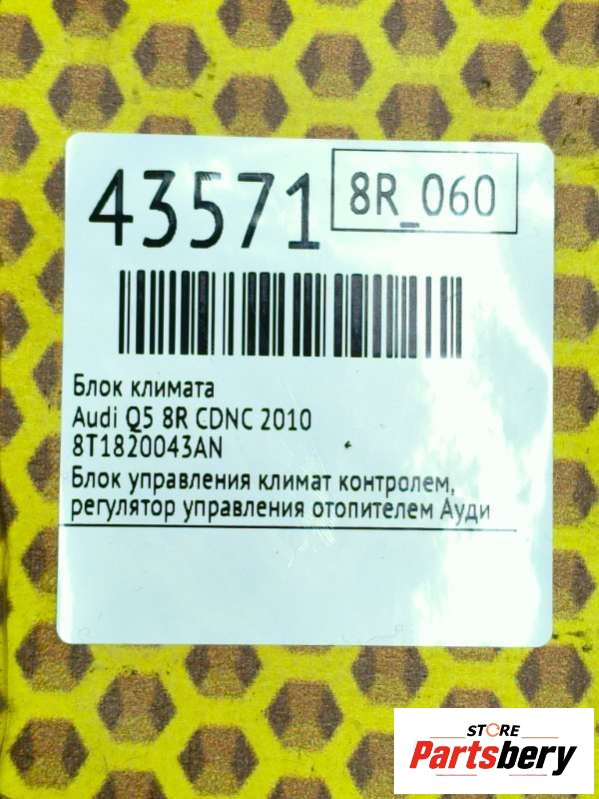 43571
8R_060
Блок климата
Audi Q5 8R CDNC 2010
8T1820043AN
Блок управления климат контролем,
регулятор управления отопителем Ауди
STORE
Partsbery